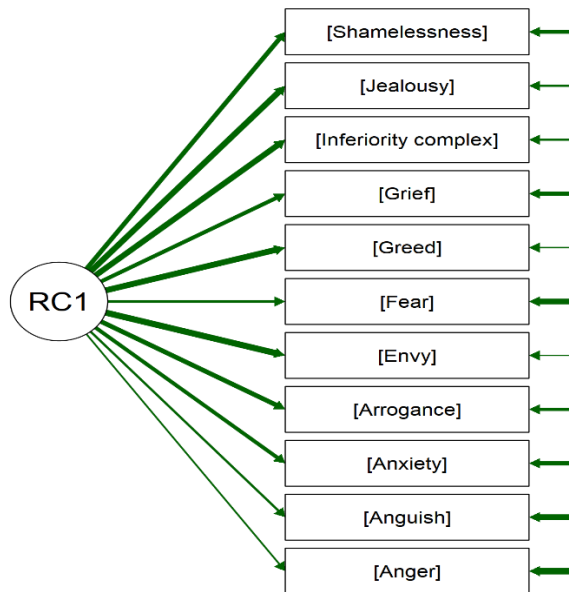 [Shamelessness]
[Jealousy]
[Inferiority complex]
[Grief]
[Greed]
RC1
[Fear]
[Envy]
[Arrogance]
[Anxiety]
[Anguish]
[Anger]